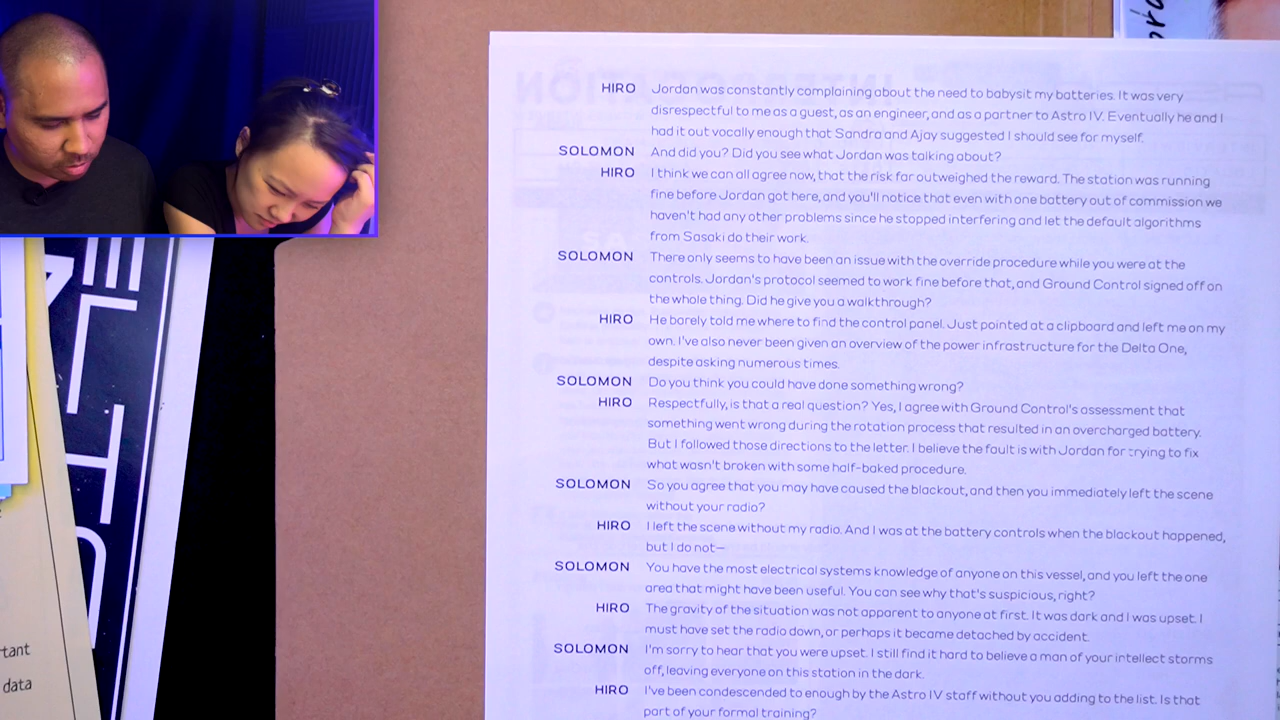 HIRO Jordan was constantly complaining about the need to babysit my batteries. It was very
disrespectful to me as a guest, as an engineer, and as a partner to Astro IV. Eventually he and I
had it out vocally enough that Sandra and Ajay suggested I should see for myself.
SOLOMON And did you? Did you see what Jordan was talking about?
HIRO I think we can all agree now, that the risk far outweighed the reward. The station was running
fine before Jordan got here, and you'll notice that even with one battery out of commission we
haven't had any other problems since he stopped interfering and let the default algorithms
from Sasaki do their work.
SOLOMON There only seems to have been an issue with the override procedure while you were at the
controls. Jordan's protocol seemed to work fine before that, and Ground Control signed off on
the whole thing. Did he give you a walkthrough?
HIRO He barely told me where to find the control panel. Just pointed at a clipboard and left me on my
own. I've also never been given an overview of the power infrastructure for the Delta One,
despite asking numerous times.
SOLOMON Do you think you could have done something wrong?
HIRO Respectfully, is that a real question? Yes, I agree with Ground Control's assessment that
something went wrong during the rotation process that resulted in an overcharged battery.
But I followed those directions to the letter. I believe the fault is with Jordan for trying to fix
what wasn't broken with some half-baked procedure.
SOLOMON So you agree that you may have caused the blackout, and then you immediately left the scene
without your radio?
HIRO I left the scene without my radio. And I was at the battery controls when the blackout happened,
but I do not—
SOLOMON You have the most electrical systems knowledge of anyone on this vessel, and you left the one
area that might have been useful. You can see why that's suspicious, right?
HIRO The gravity of the situation was not apparent to anyone at first. It was dark and I was upset. I
must have set the radio down, or perhaps it became detached by accident.
SOLOMON I'm sorry to hear that you were upset. I still find it hard to believe a man of your intellect storms
off, leaving everyone on this station in the dark.
HIRO I've been condescended to enough by the Astro IV staff without you adding to the list. Is that
part of your formal training?
tant
data